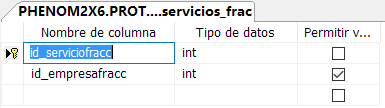 PHENOM2X6.PROT....servicios_frac
Nombre de columna Tipo de datos Permitir v...
id_serviciofracc int
id_empresafracc int